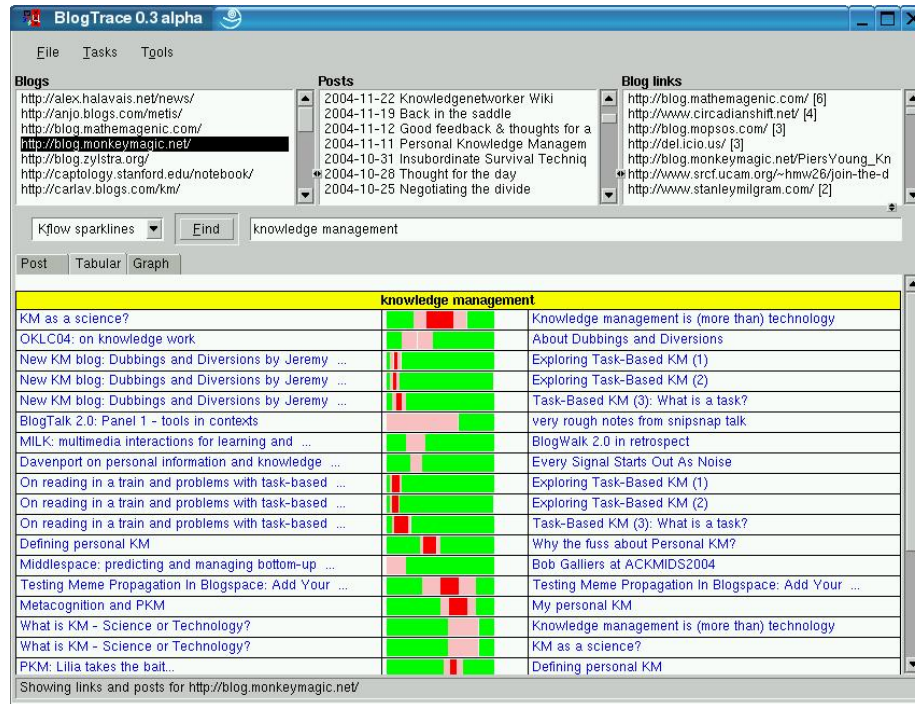 BlogTrace 0.3 alpha
File Tasks Tools
Blogs Posts Blog links
http://alex.halavais.net/news/ 2004-11-22 Knowledgenetworker Wiki http://blog.mathemagenic.com/ [6]
http://anjo.blogs.com/metis/ 2004-11-19 Back in the saddle http://www.circadianshift.net/ [4]
http://blog.mathemagenic.com/ 2004-11-12 Good feedback & thoughts for a http://blog.mopsos.com/ [3]
http://blog.monkeymagic.net/ 2004-11-11 Personal Knowledge Managem http://del.icio.us/ [3]
http://blog.zylstra.org/ 2004-10-31 Insubordinate Survival Techniq http://blog.monkeymagic.net/PiersYoung_Kn
http://captology.stanford.edu/notebook/ 2004-10-28 Thought for the day http://www.srcf.ucam.org/~hmw26/join-the-d
http://carlav.blogs.com/km/ 2004-10-25 Negotiating the divide http://www.stanleymilgram.com/ [2]
Kflow sparklines Find knowledge management
Post Tabular Graph
knowledge management
KM as a science? Knowledge management is (more than) technology
OKLC04: on knowledge work About Dubbings and Diversions
New KM blog: Dubbings and Diversions by Jeremy ... Exploring Task-Based KM (1)
New KM blog: Dubbings and Diversions by Jeremy ... Exploring Task-Based KM (2)
New KM blog: Dubbings and Diversions by Jeremy ... Task-Based KM (3): What is a task?
BlogTalk 2.0: Panel 1 - tools in contexts very rough notes from snipsnap talk
MILK: multimedia interactions for learning and ... BlogWalk 2.0 in retrospect
Davenport on personal information and knowledge ... Every Signal Starts Out As Noise
On reading in a train and problems with task-based ... Exploring Task-Based KM (1)
On reading in a train and problems with task-based ... Exploring Task-Based KM (2)
On reading in a train and problems with task-based ... Task-Based KM (3): What is a task?
Defining personal KM Why the fuss about Personal KM?
Middlespace: predicting and managing bottom-up ... Bob Galliers at ACKMIDS2004
Testing Meme Propagation In Blogspace: Add Your ... Testing Meme Propagation In Blogspace: Add Your ...
Metacognition and PKM My personal KM
What is KM - Science or Technology? Knowledge management is (more than) technology
What is KM - Science or Technology? KM as a science?
PKM: Lilia takes the bait... Defining personal KM
Showing links and posts for http://blog.monkeymagic.net/